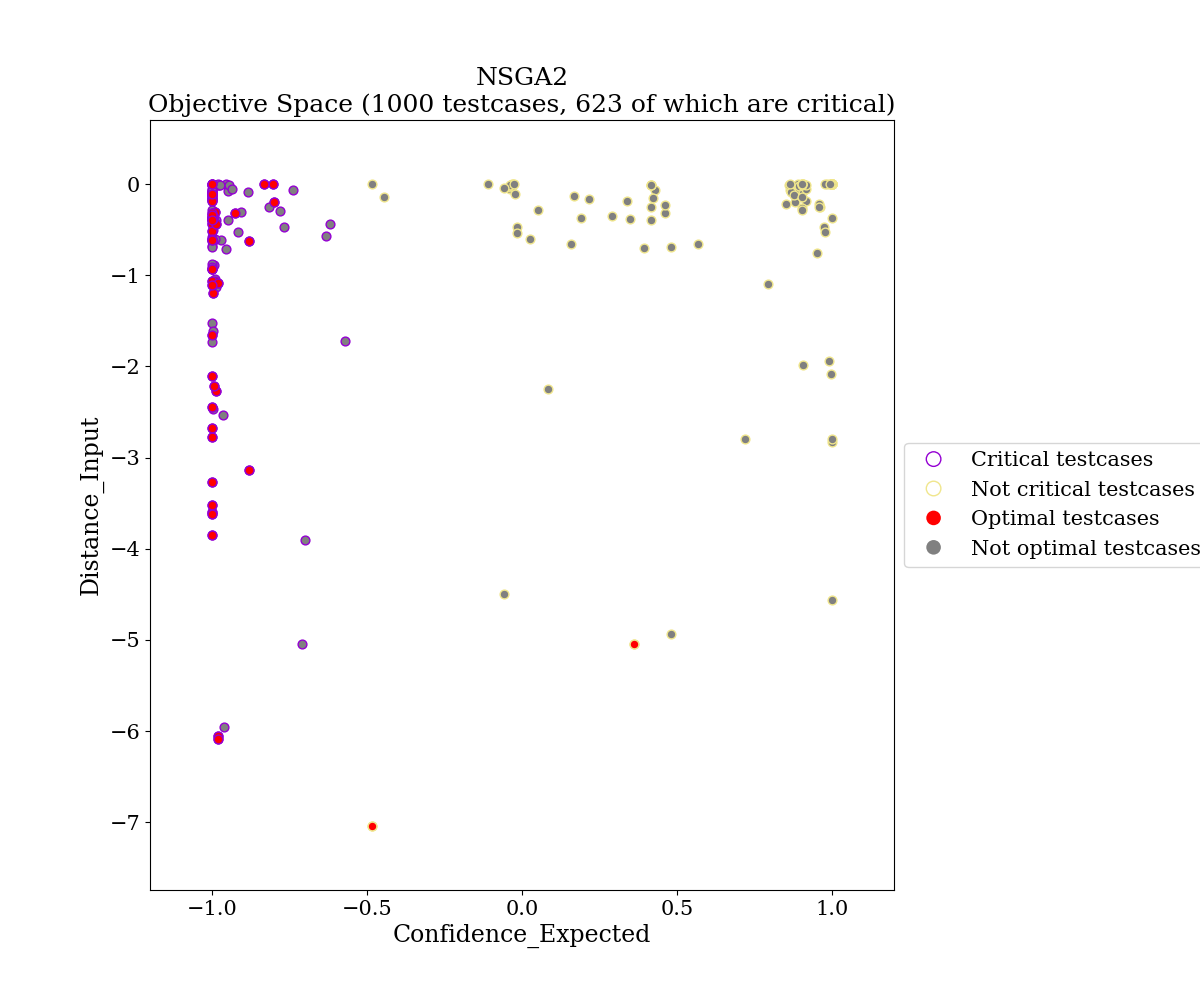 NSGA2
Objective Space (1000 testcases, 623 of which are critical)
0
−1
−2
−3
−4
−5
−6
−7
Distance_Input
−1.0
−0.5
0.0
0.5
1.0
Confidence_Expected
Critical testcases
Not critical testcases
Optimal testcases
Not optimal testcases